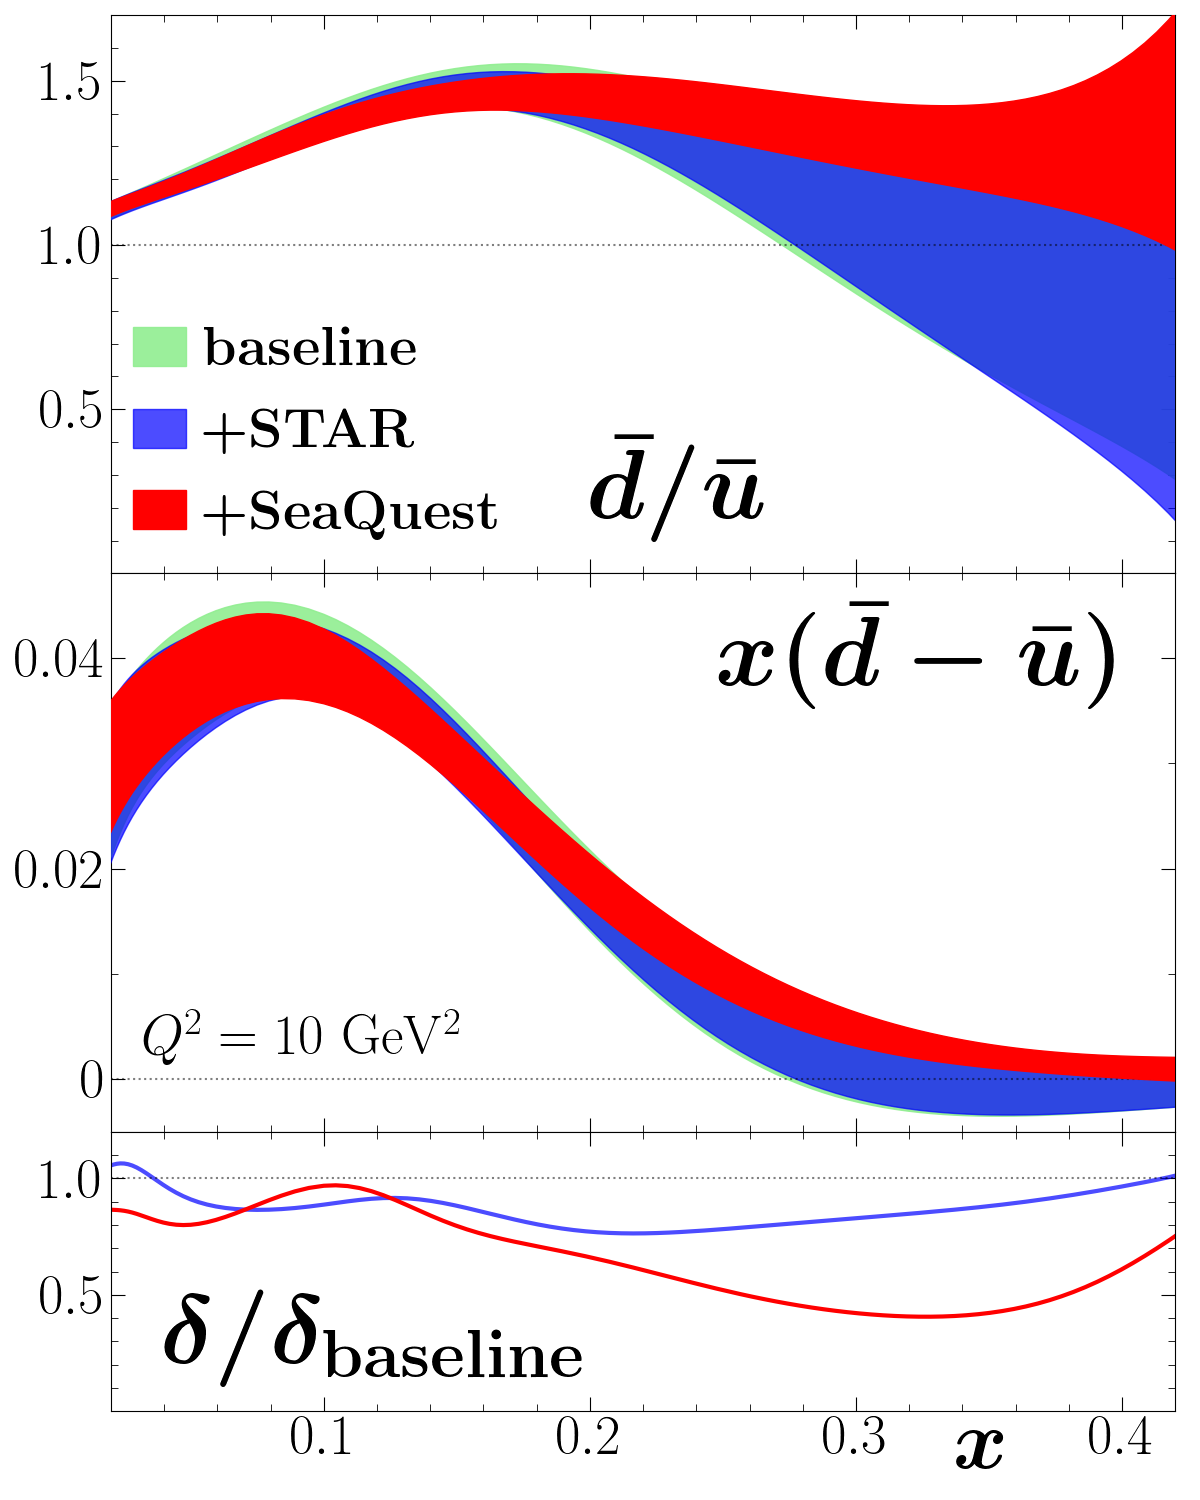 1.5
1.0
0.5
baseline
+STAR
+SeaQuest
d̅/u̅
0.04
0.02
0
x(d̅ − u̅)
Q² = 10 GeV²
1.0
0.5
δ/δbaseline
0.1 0.2 0.3 x 0.4